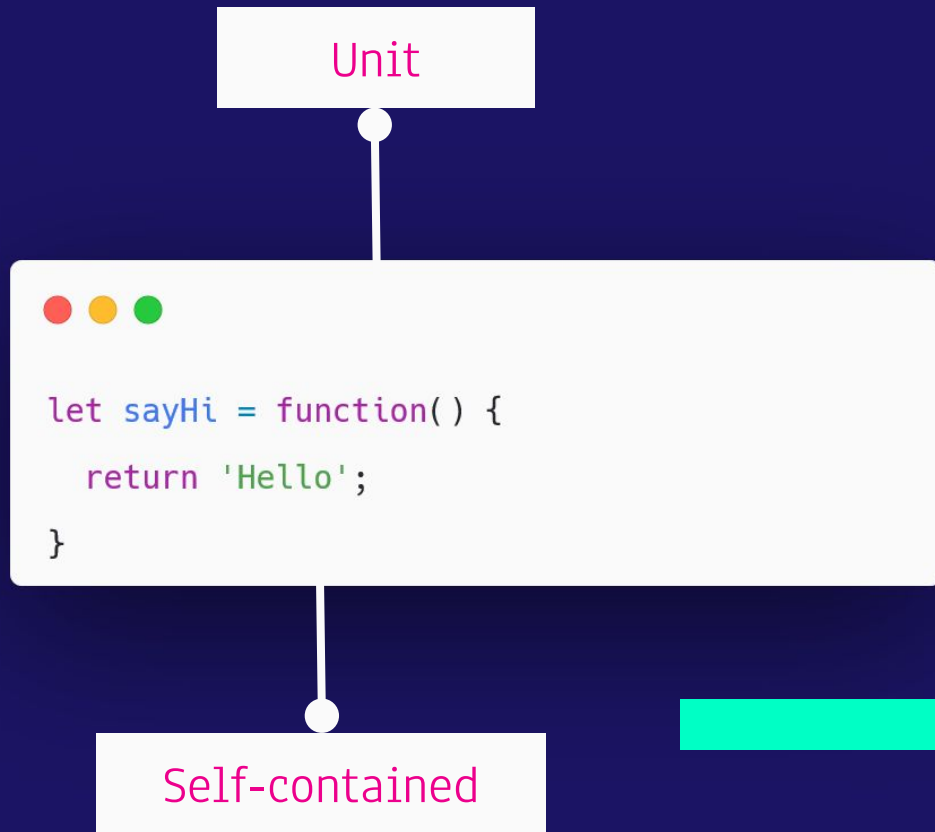 Unit
let sayHi = function() {
  return 'Hello';
}
Self-contained